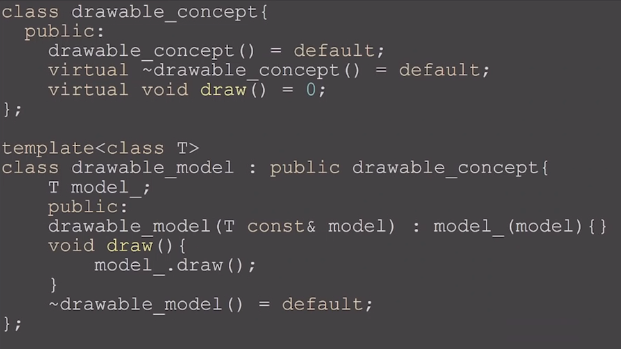 class drawable_concept{
  public:
    drawable_concept() = default;
    virtual ~drawable_concept() = default;
    virtual void draw() = 0;
};

template<class T>
class drawable_model : public drawable_concept{
    T model_;
    public:
    drawable_model(T const& model) : model_(model){}
    void draw(){
        model_.draw();
    }
    ~drawable_model() = default;
};